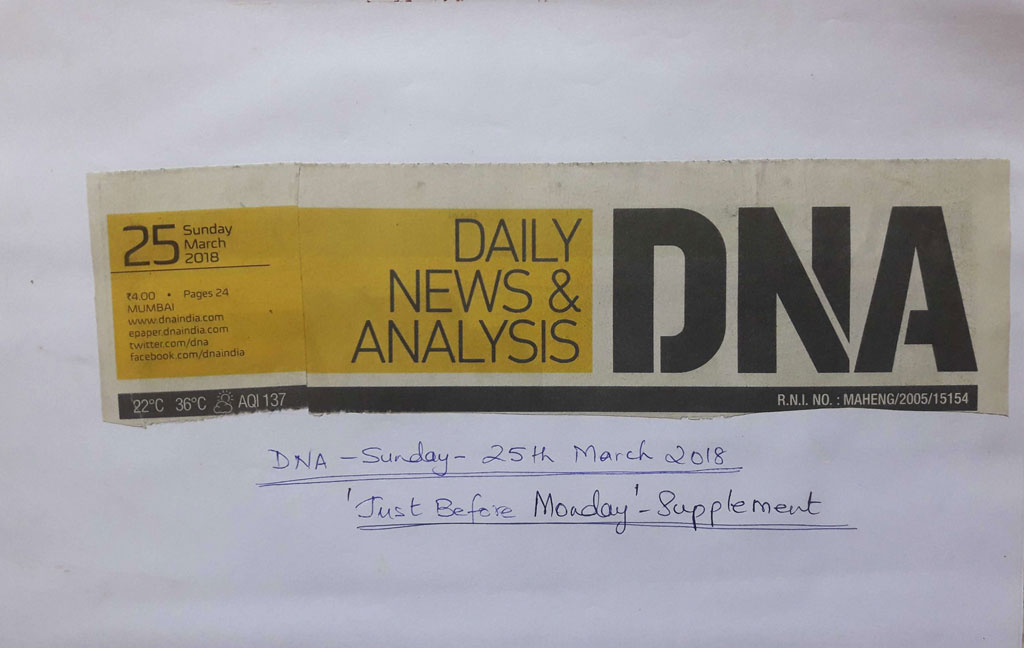 25 Sunday
March
2018
₹4.00 • Pages 24
MUMBAI
www.dnaindia.com
epaper.dnaindia.com
twitter.com/dna
facebook.com/dnaindia
DAILY
NEWS &
ANALYSIS
DNA
22°C 36°C AQI 137
R.N.I. NO. : MAHENG/2005/15154
DNA - Sunday - 25th March 2018
'Just Before Monday' - Supplement